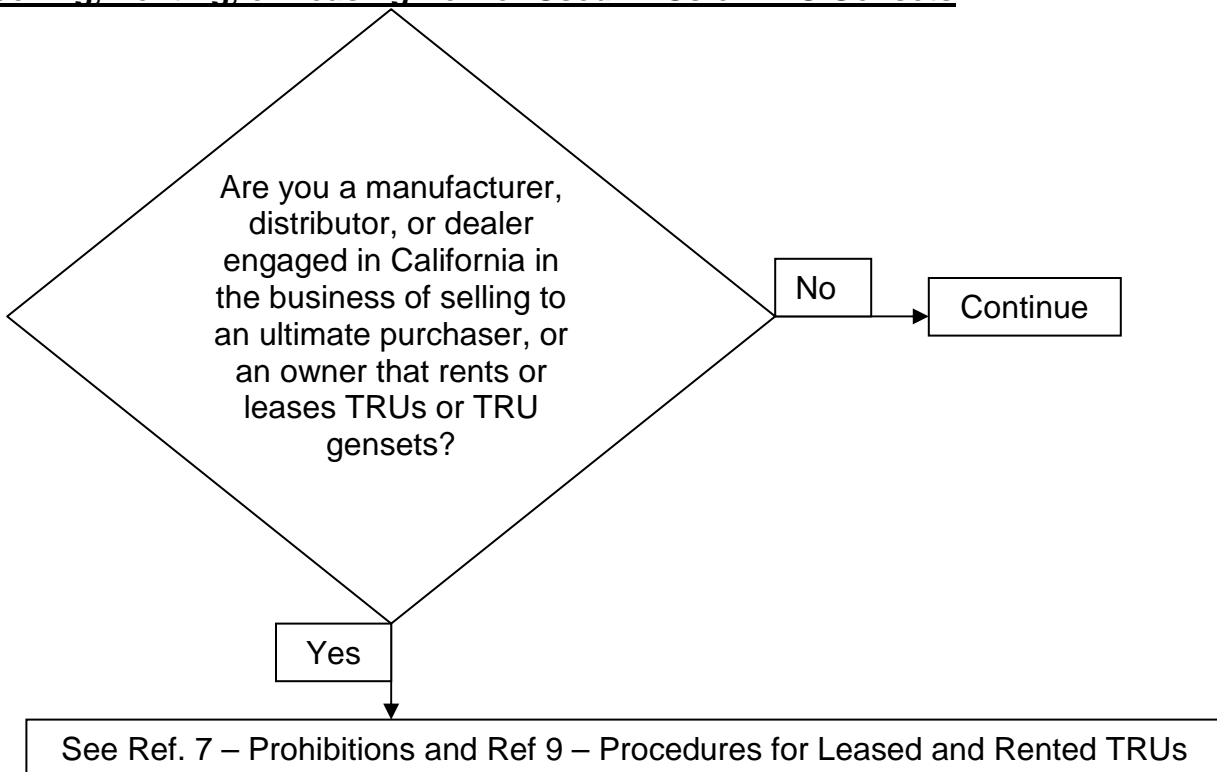 Are you a manufacturer,
distributor, or dealer
engaged in California in
the business of selling to
an ultimate purchaser, or
an owner that rents or
leases TRUs or TRU
gensets?
No
Continue
Yes
See Ref. 7 – Prohibitions and Ref 9 – Procedures for Leased and Rented TRUs